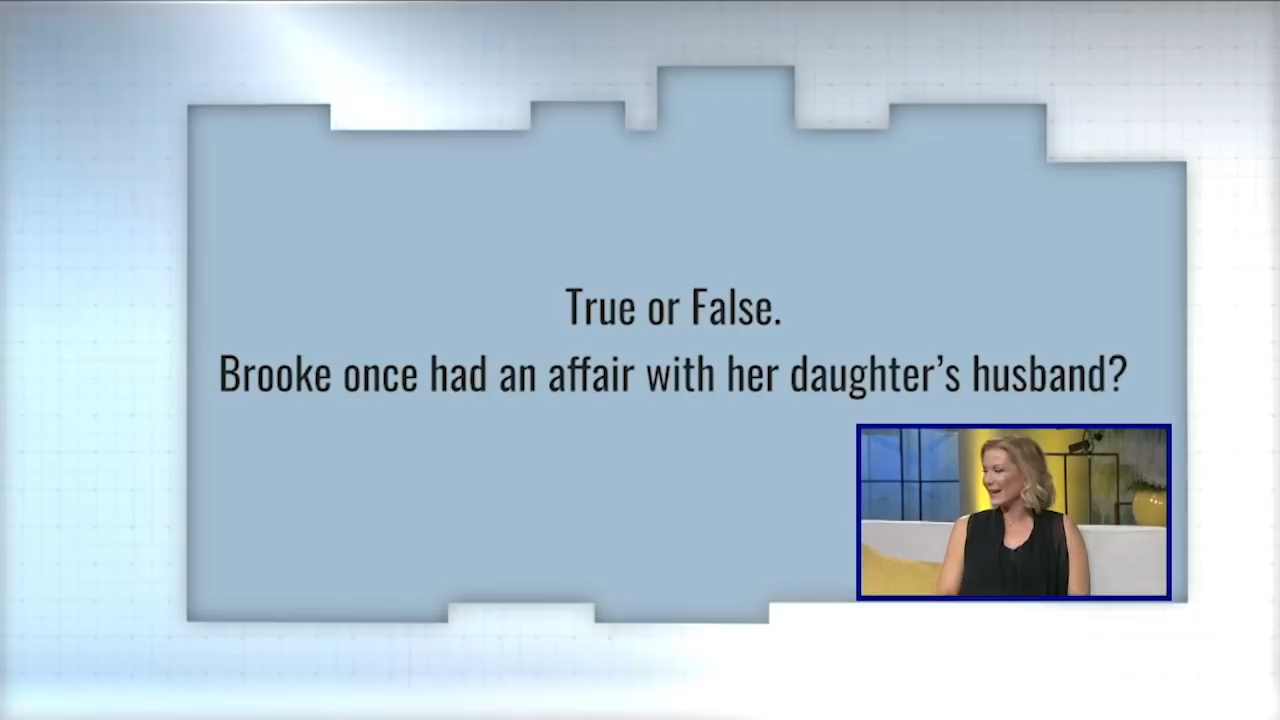 True or False.
Brooke once had an affair with her daughter’s husband?